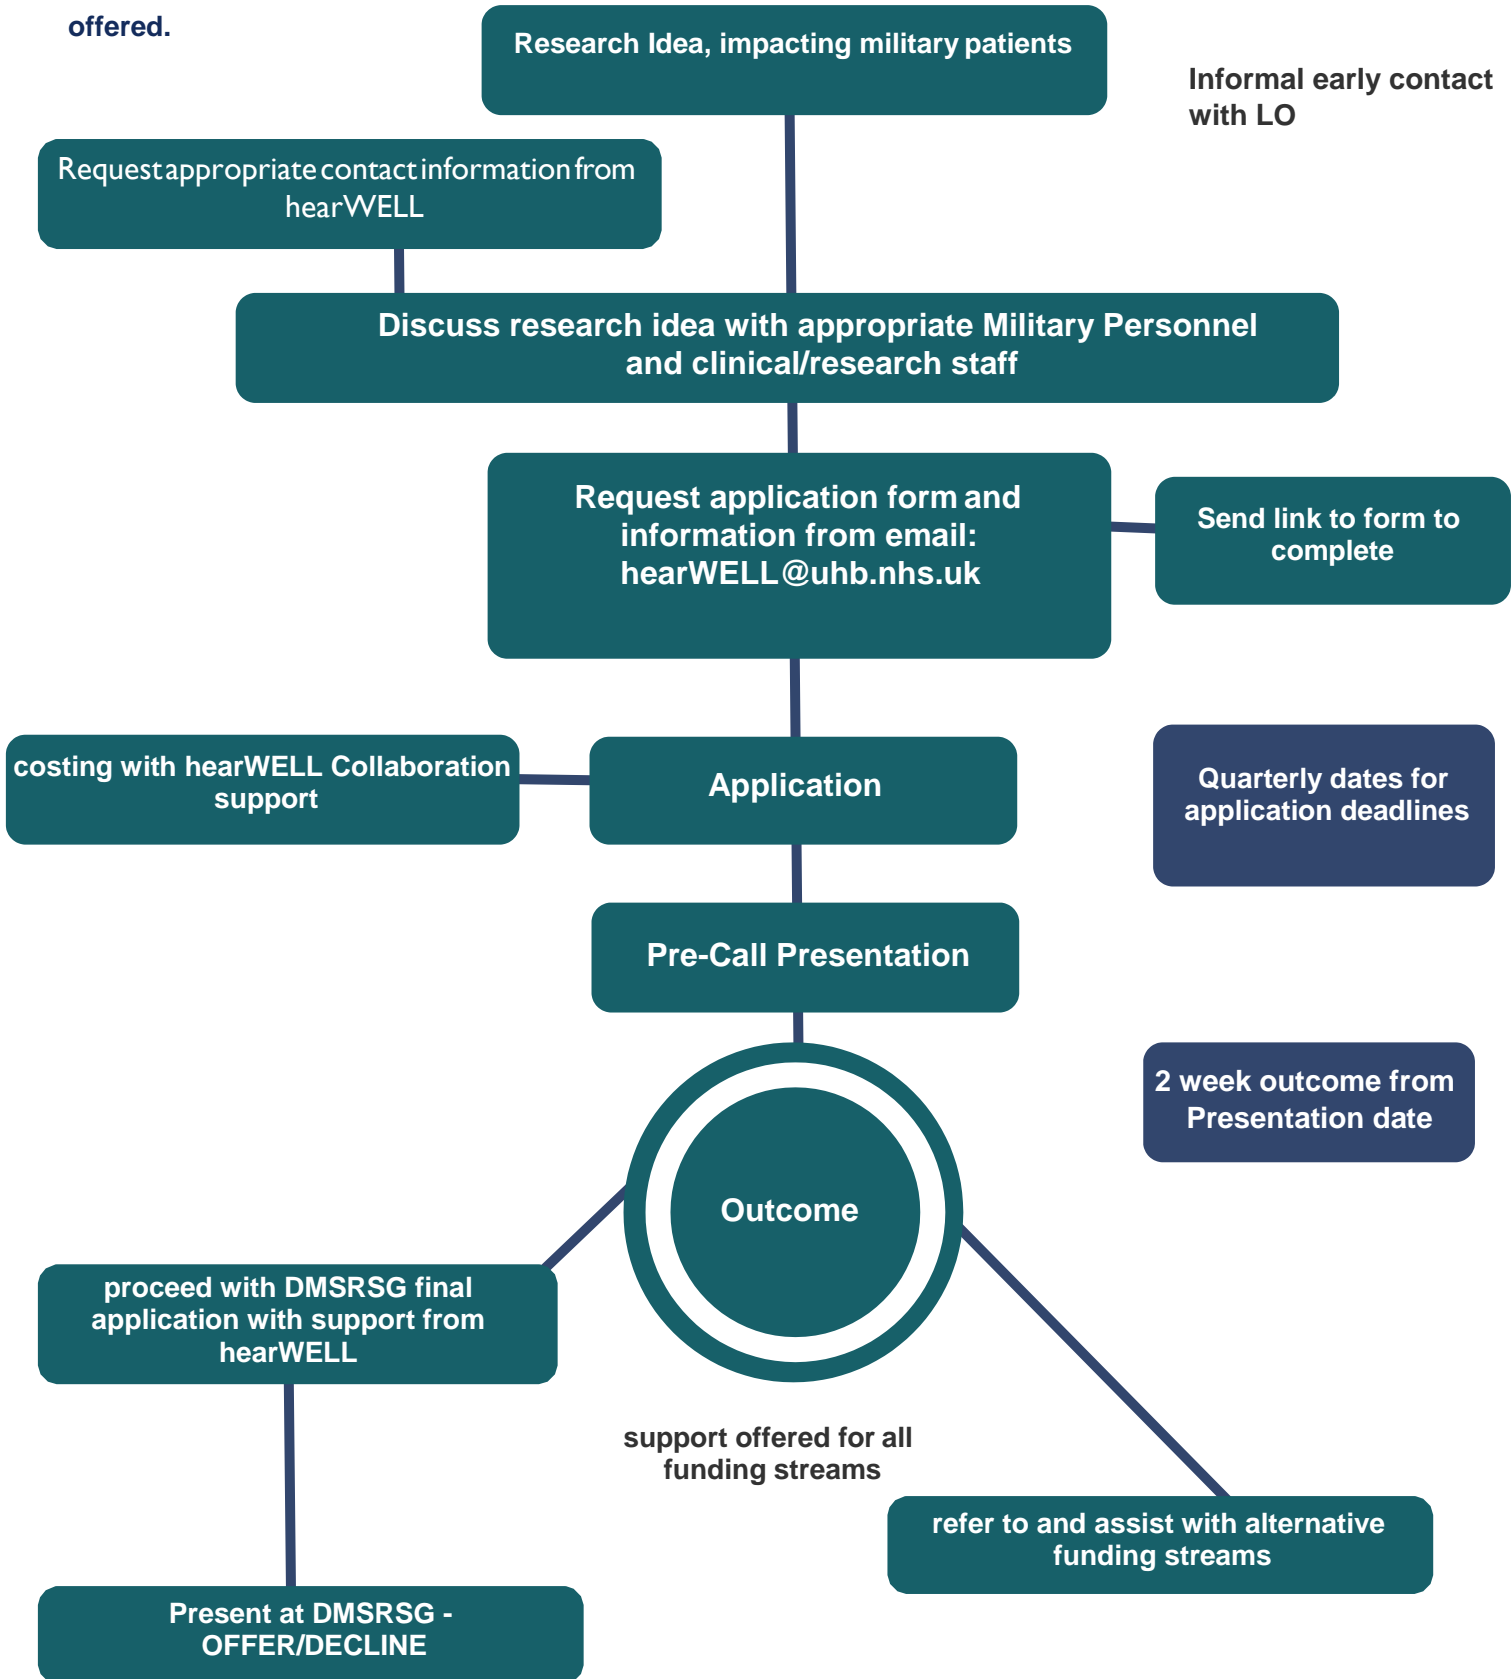 offered.
Research Idea, impacting military patients
Informal early contact
with LO
Request appropriate contact information from
hearWELL
Discuss research idea with appropriate Military Personnel
and clinical/research staff
Request application form and
information from email:
hearWELL@uhb.nhs.uk
Send link to form to
complete
costing with hearWELL Collaboration
support
Application
Quarterly dates for
application deadlines
Pre-Call Presentation
2 week outcome from
Presentation date
Outcome
proceed with DMSRSG final
application with support from
hearWELL
support offered for all
funding streams
refer to and assist with alternative
funding streams
Present at DMSRSG -
OFFER/DECLINE